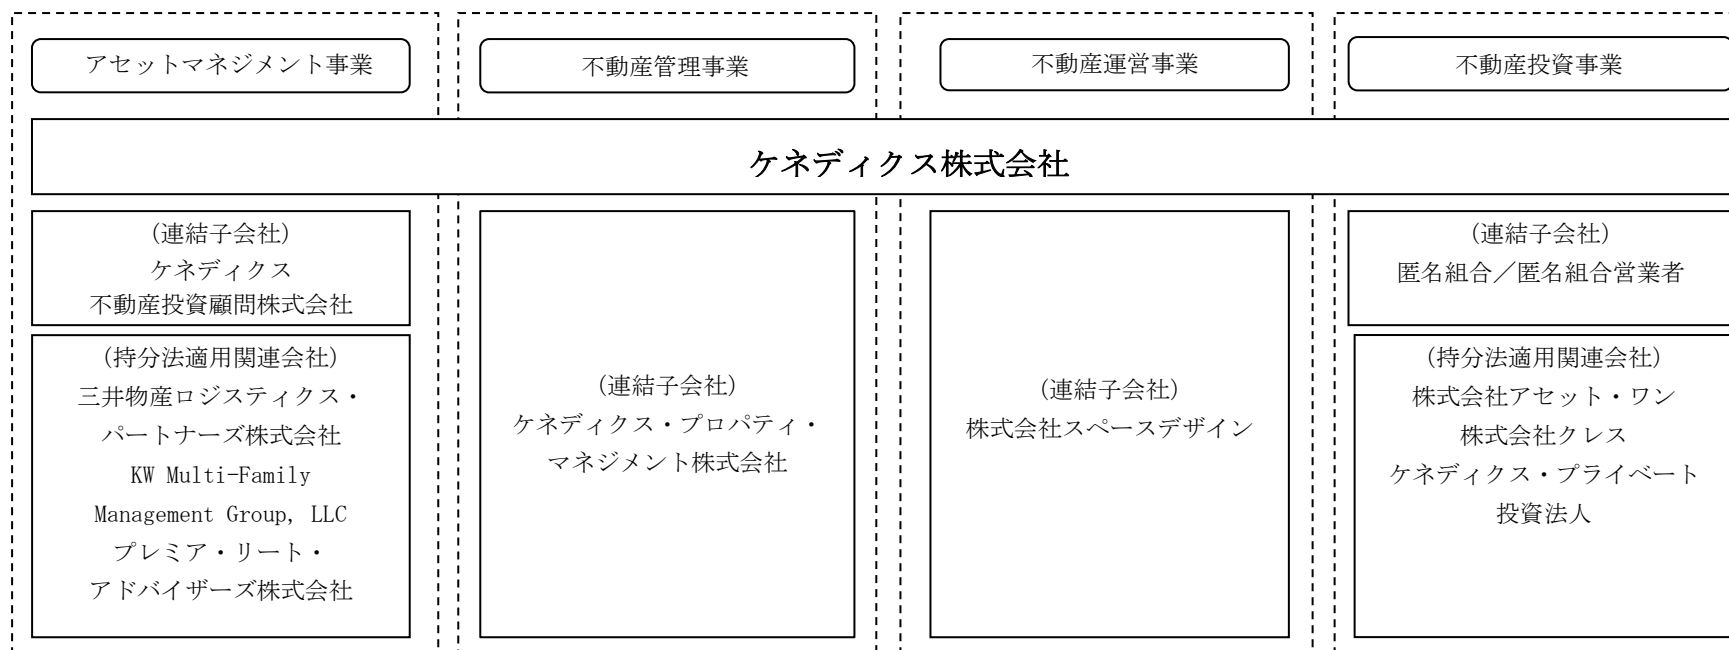 アセットマネジメント事業
不動産管理事業
不動産運営事業
不動産投資事業
ケネディクス株式会社
（連結子会社）
ケネディクス
不動産投資顧問株式会社
（持分法適用関連会社）
三井物産ロジスティクス・
パートナーズ株式会社
KW Multi-Family
Management Group, LLC
プレミア・リート・
アドバイザーズ株式会社
（連結子会社）
ケネディクス・プロパティ・
マネジメント株式会社
（連結子会社）
株式会社スペースデザイン
（連結子会社）
匿名組合／匿名組合営業者
（持分法適用関連会社）
株式会社アセット・ワン
株式会社クレス
ケネディクス・プライベート
投資法人